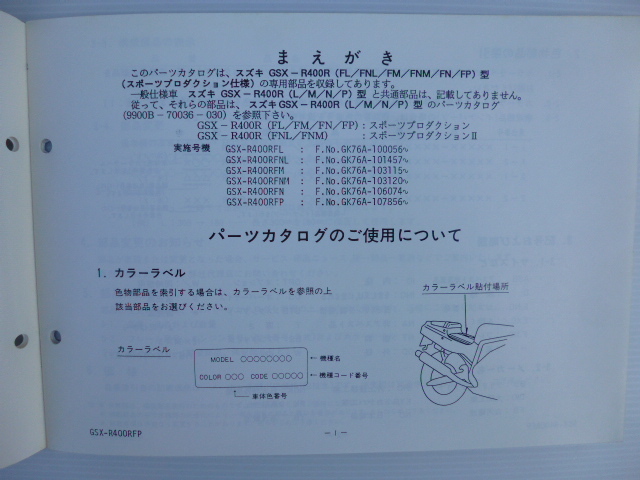 まえがき
このパーツカタログは、スズキ GSX－R400R（FL／FNL／FM／FNM／FN／FP）型
（スポーツプロダクション仕様）の専用部品を収録してあります。
一般仕様車 スズキ GSX－R400R（L／M／N／P）型 と共通部品は、記載してありません。
従って、それらの部品は、スズキGSX－R400R（L／M／N／P）型 のパーツカタログ
（9900B－70036－030）を参照下さい。
GSX－R400R（FL／FM／FN／FP）：スポーツプロダクション
GSX－R400R（FNL／FNM）：スポーツプロダクションⅡ
実施号機 GSX-R400RFL : F.No.GK76A-100056〜
GSX-R400RFNL : F.No.GK76A-101457〜
GSX-R400RFM : F.No.GK76A-103115〜
GSX-R400RFNM : F.No.GK76A-103120〜
GSX-R400RFN : F.No.GK76A-106074〜
GSX-R400RFP : F.No.GK76A-107856〜
パーツカタログのご使用について
1. カラーラベル
色物部品を索引する場合は、カラーラベルを参照の上
該当部品をお選びください。
カラーラベル貼付場所
カラーラベル
MODEL ○○○○○○○○ ←機種名
COLOR ○○○ CODE ○○○○○ ←機種コード番号
車体色番号
GSX-R400RFP
－1－